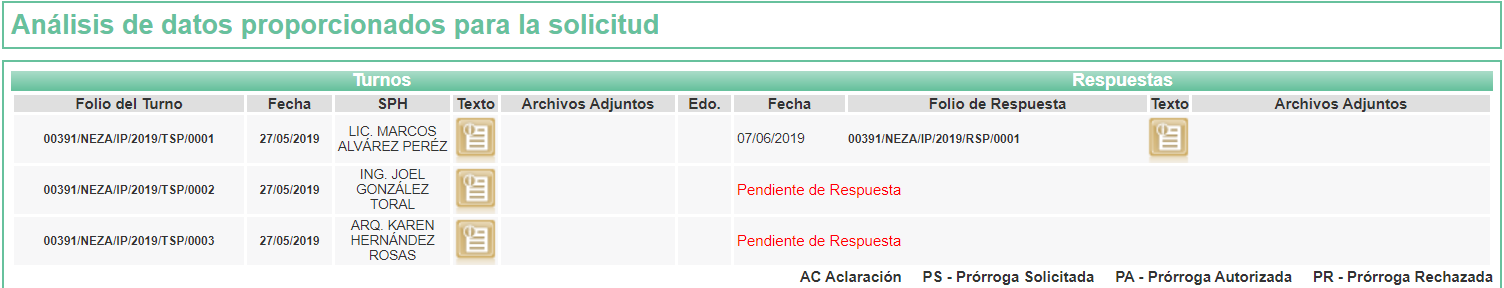 Análisis de datos proporcionados para la solicitud
Turnos Respuestas
Folio del Turno Fecha SPH Texto Archivos Adjuntos Edo. Fecha Folio de Respuesta Texto Archivos Adjuntos
00391/NEZA/IP/2019/TSP/0001 27/05/2019 LIC. MARCOS ALVÁREZ PERÉZ 07/06/2019 00391/NEZA/IP/2019/RSP/0001
00391/NEZA/IP/2019/TSP/0002 27/05/2019 ING. JOEL GONZÁLEZ TORAL Pendiente de Respuesta
00391/NEZA/IP/2019/TSP/0003 27/05/2019 ARQ. KAREN HERNÁNDEZ ROSAS Pendiente de Respuesta
AC Aclaración PS - Prórroga Solicitada PA - Prórroga Autorizada PR - Prórroga Rechazada